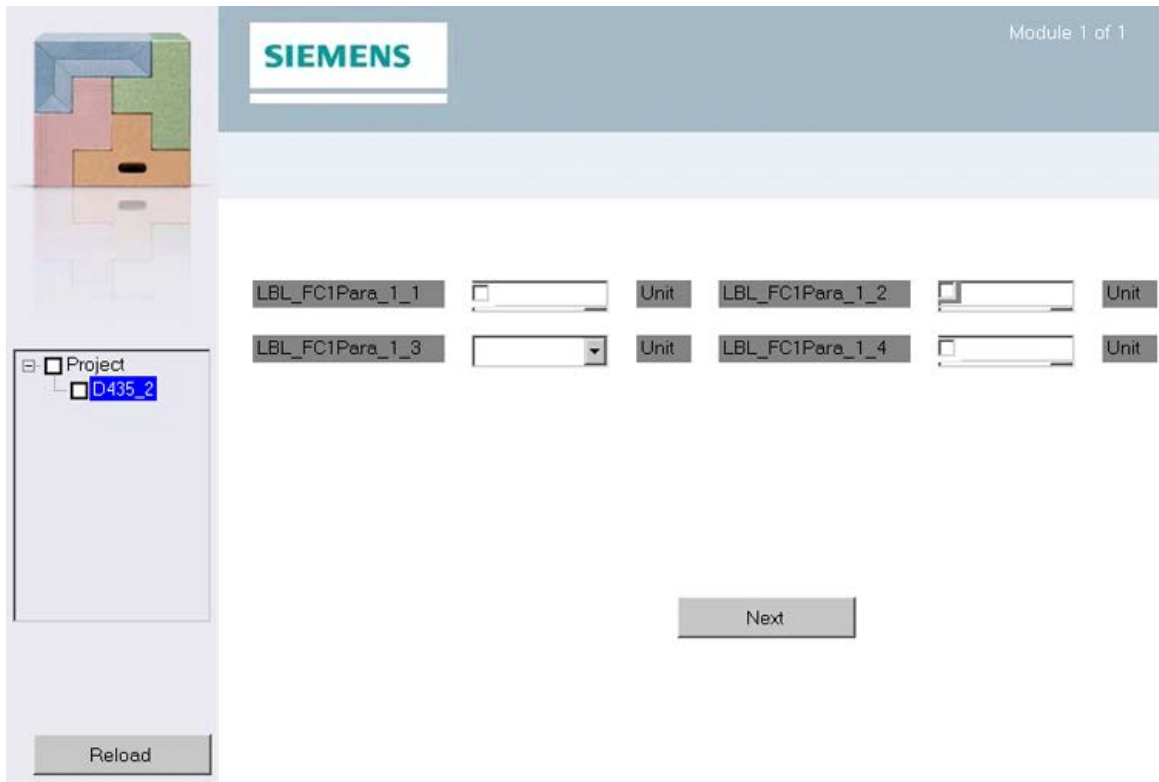 SIEMENS
Module 1 of 1
LBL_FC1Para_1_1 Unit LBL_FC1Para_1_2 Unit
LBL_FC1Para_1_3 Unit LBL_FC1Para_1_4 Unit
Project
D435_2
Next
Reload